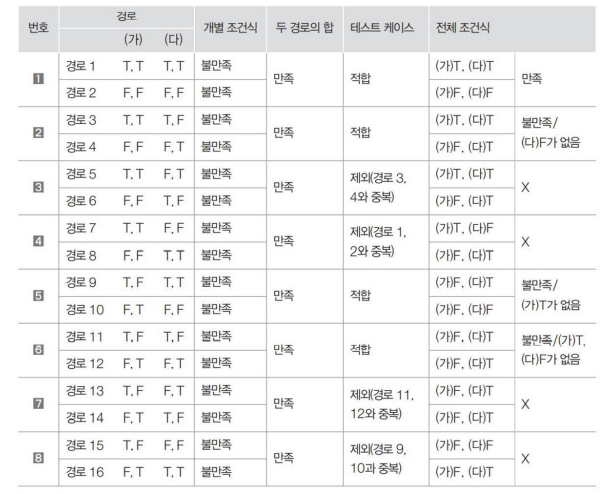 번호 경로 개별 조건식 두 경로의 합 테스트 케이스 전체 조건식
(가) (다)
1 경로 1 T, T T, T 불만족 만족 적합 (가)T, (다)T 만족
경로 2 F, F F, F 불만족 (가)F, (다)F
2 경로 3 T, T T, F 불만족 만족 적합 (가)T, (다)T 불만족/
경로 4 F, F F, T 불만족 (가)F, (다)T (다)F가 없음
3 경로 5 T, T F, T 불만족 만족 제외(경로 3, (가)T, (다)T X
경로 6 F, F T, F 불만족 4와 중복) (가)F, (다)T
4 경로 7 T, T F, F 불만족 만족 제외(경로 1, (가)T, (다)F X
경로 8 F, F T, T 불만족 2와 중복) (가)F, (다)T
5 경로 9 T, F T, T 불만족 만족 적합 (가)F, (다)T 불만족/
경로 10 F, T F, F 불만족 (가)F, (다)F (가)T가 없음
6 경로 11 T, F T, F 불만족 만족 적합 (가)F, (다)T 불만족/(가)T,
경로 12 F, T F, T 불만족 (가)F, (다)T (다)F가 없음
7 경로 13 T, F F, T 불만족 만족 제외(경로 11, (가)F, (다)T X
경로 14 F, T T, F 불만족 12와 중복) (가)F, (다)T
8 경로 15 T, F F, F 불만족 만족 제외(경로 9, (가)F, (다)F X
경로 16 F, T T, T 불만족 10과 중복) (가)F, (다)T